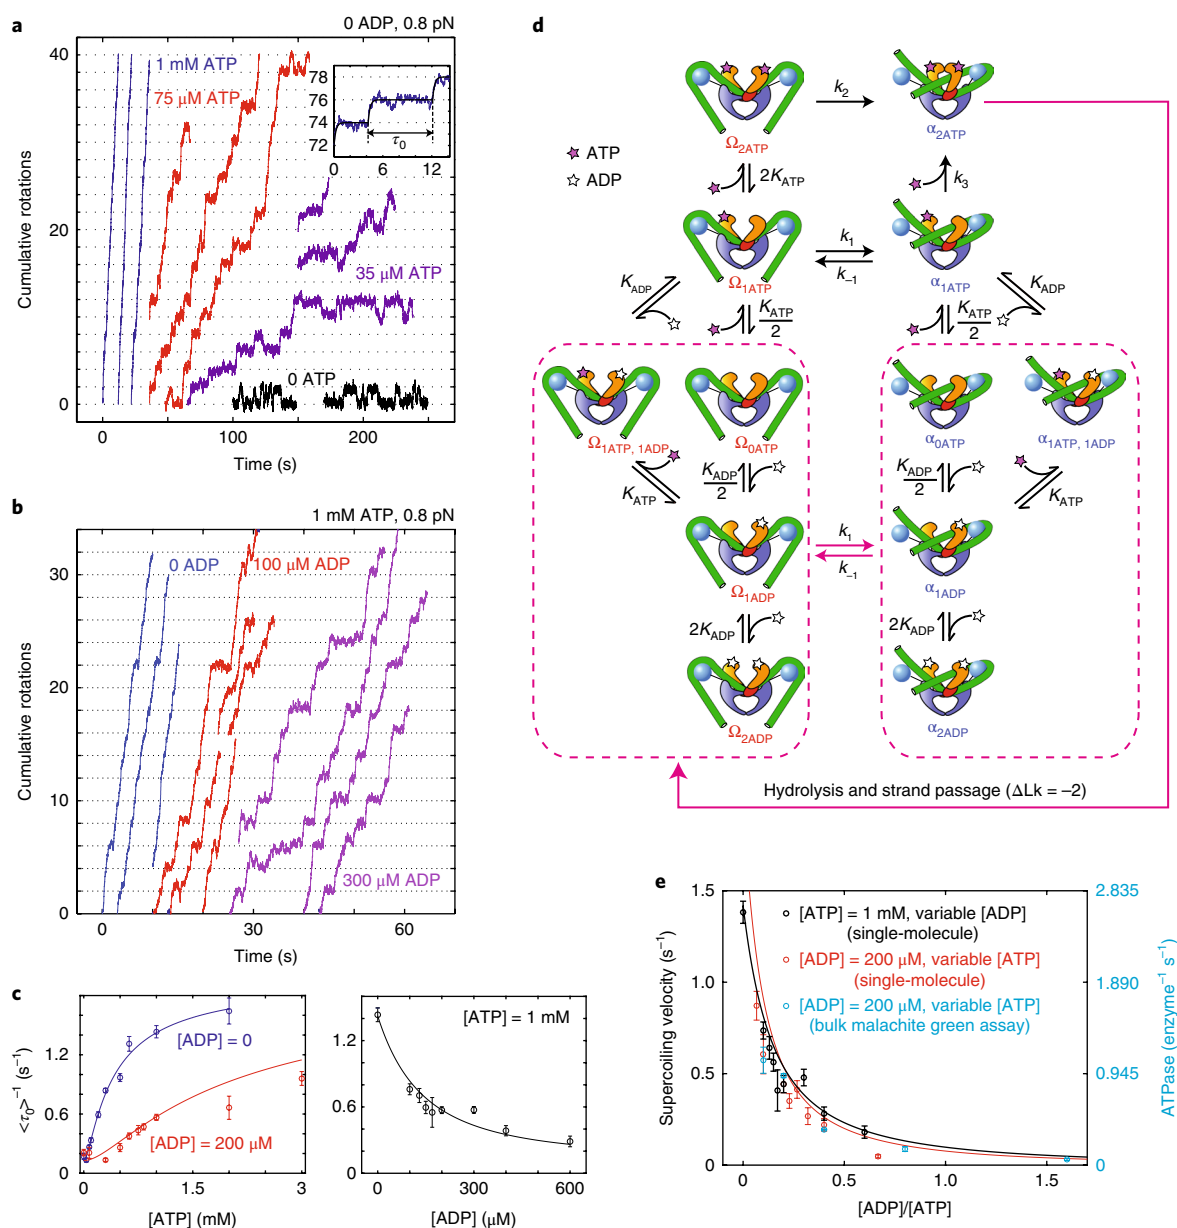 a
0 ADP, 0.8 pN
40
30
20
10
0
Cumulative rotations
1 mM ATP
75 μM ATP
35 μM ATP
0 ATP
78
76
74
72
τ0
0
6
12
0
100
200
Time (s)
b
1 mM ATP, 0.8 pN
30
20
10
0
Cumulative rotations
0 ADP
100 μM ADP
300 μM ADP
0
30
60
Time (s)
c
<τ0>−1 (s−1)
1.2
0.6
0
[ADP] = 0
[ADP] = 200 μM
0
3
[ATP] (mM)
[ATP] = 1 mM
1.2
0.6
0
0
300
600
[ADP] (μM)
d
ATP
ADP
Ω2ATP
k2
α2ATP
2KATP
k3
Ω1ATP
k1
k−1
α1ATP
KADP
KATP
2
KATP
2
KADP
Ω1ATP, 1ADP
Ω0ATP
α0ATP
α1ATP, 1ADP
KATP
KADP
2
KADP
2
KATP
Ω1ADP
k1
k−1
α1ADP
2KADP
2KADP
Ω2ADP
α2ADP
Hydrolysis and strand passage (ΔLk = −2)
e
1.5
1.0
0.5
0
Supercoiling velocity (s−1)
[ATP] = 1 mM, variable [ADP]
(single-molecule)
[ADP] = 200 μM, variable [ATP]
(single-molecule)
[ADP] = 200 μM, variable [ATP]
(bulk malachite green assay)
2.835
1.890
0.945
0
ATPase (enzyme−1 s−1)
0
0.4
0.8
1.2
1.6
[ADP]/[ATP]